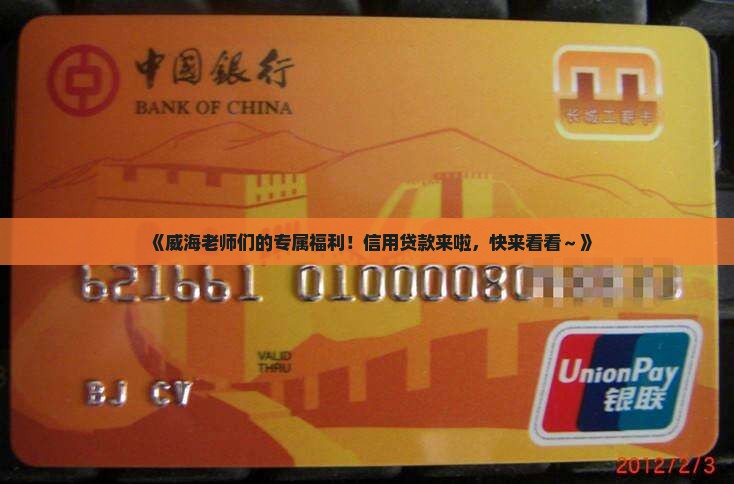 中国银行
BANK OF CHINA
长城工薪卡
《威海老师们的专属福利！信用贷款来啦，快来看看～》
621661 01000080
VALID
THRU
BJ CV
UnionPay
银联
2012/2/3